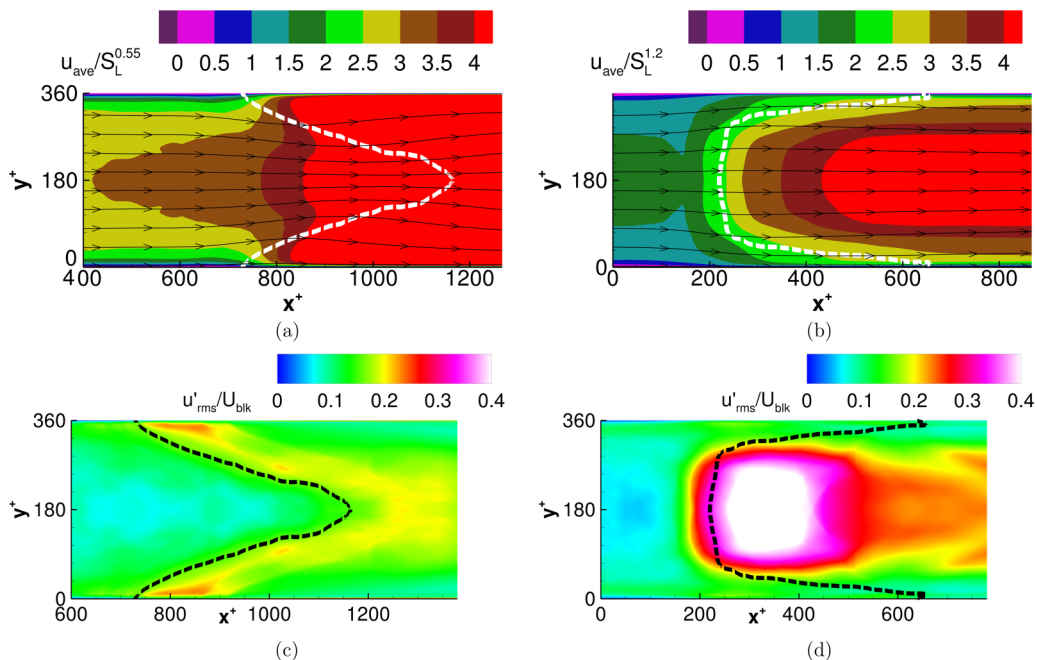 u_ave/S_L^0.55 0 0.5 1 1.5 2 2.5 3 3.5 4
360
180
0
y+
400 600 800 1000 1200
x+
(a)
u_ave/S_L^1.2 0 0.5 1 1.5 2 2.5 3 3.5 4
360
180
0
y+
0 200 400 600 800
x+
(b)
u'_rms/U_blk 0 0.1 0.2 0.3 0.4
360
180
0
y+
600 800 1000 1200
x+
(c)
u'_rms/U_blk 0 0.1 0.2 0.3 0.4
360
180
0
y+
0 200 400 600
x+
(d)